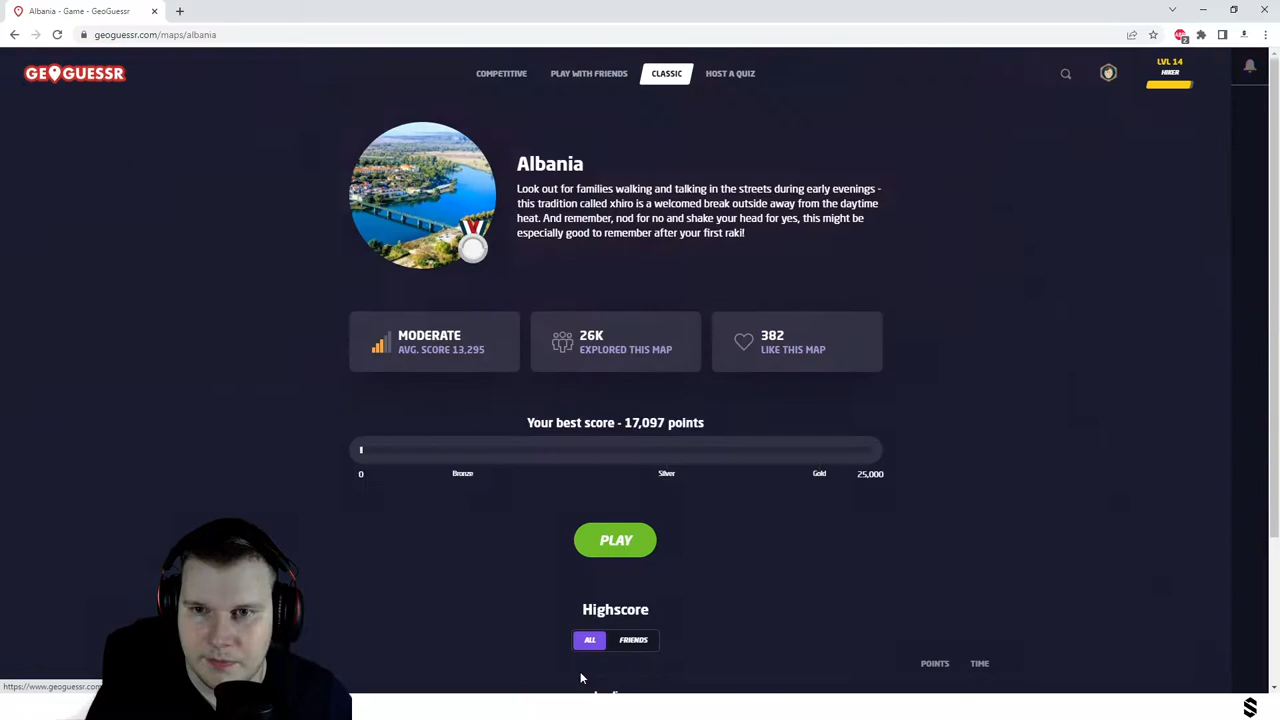 Albania - Game - GeoGuessr
geoguessr.com/maps/albania
GEOGUESSR
COMPETITIVE
PLAY WITH FRIENDS
CLASSIC
HOST A QUIZ
LVL 14
HIKER
Albania
Look out for families walking and talking in the streets during early evenings -
this tradition called xhiro is a welcomed break outside away from the daytime
heat. And remember, nod for no and shake your head for yes, this might be
especially good to remember after your first raki!
MODERATE
AVG. SCORE 13,295
26K
EXPLORED THIS MAP
382
LIKE THIS MAP
Your best score - 17,097 points
0
Bronze
Silver
Gold
25,000
PLAY
Highscore
ALL
FRIENDS
POINTS
TIME
https://www.geoguessr.com